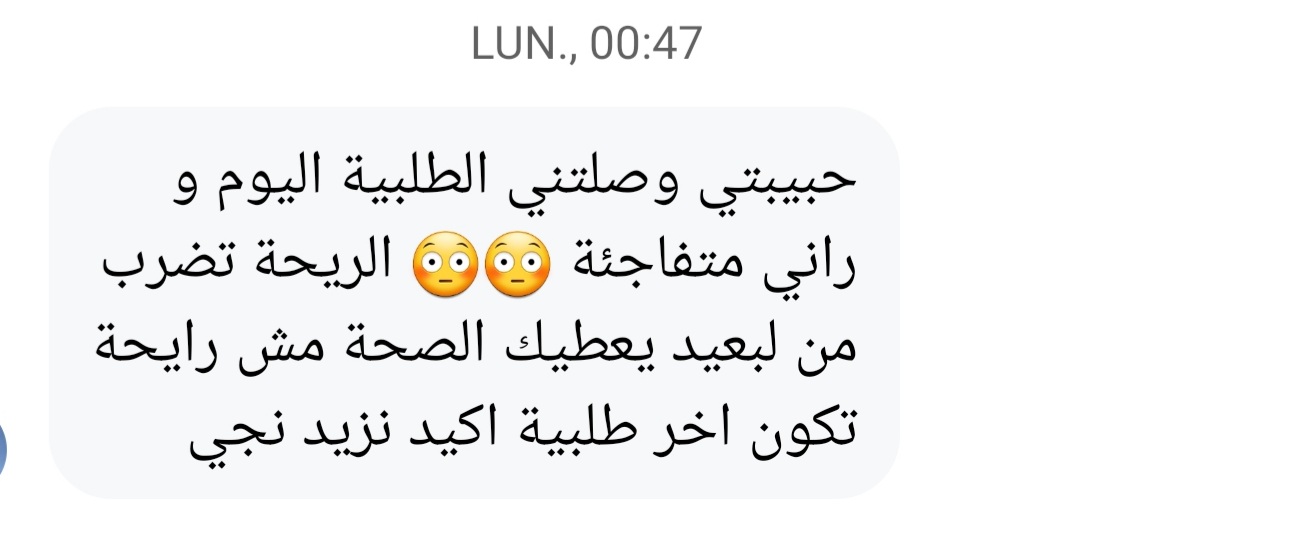 LUN., 00:47
حبيبتي وصلتني الطلبية اليوم و
راني متفاجئة 😳😳 الريحة تضرب
من لبعيد يعطيك الصحة مش رايحة
تكون اخر طلبية اكيد نزيد نجي